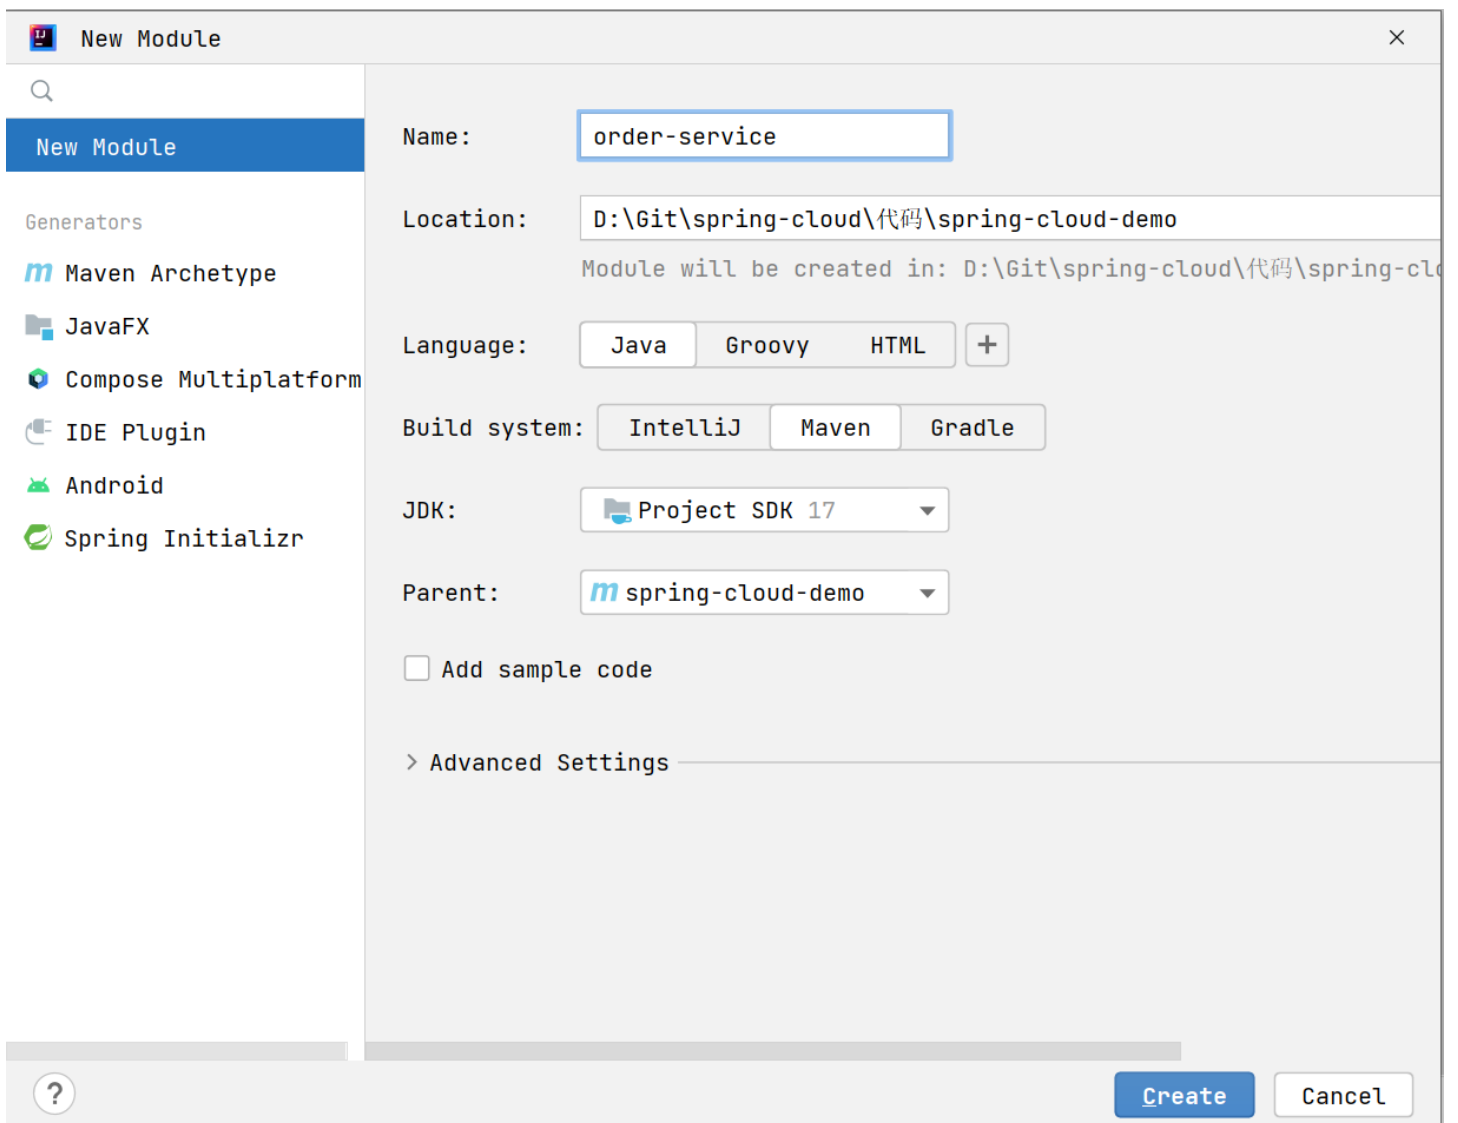 New Module
New Module
Generators
Maven Archetype
JavaFX
Compose Multiplatform
IDE Plugin
Android
Spring Initializr
Name: order-service
Location: D:\Git\spring-cloud\代码\spring-cloud-demo
Module will be created in: D:\Git\spring-cloud\代码\spring-clo
Language: Java Groovy HTML
Build system: IntelliJ Maven Gradle
JDK: Project SDK 17
Parent: spring-cloud-demo
Add sample code
Advanced Settings
? Create Cancel